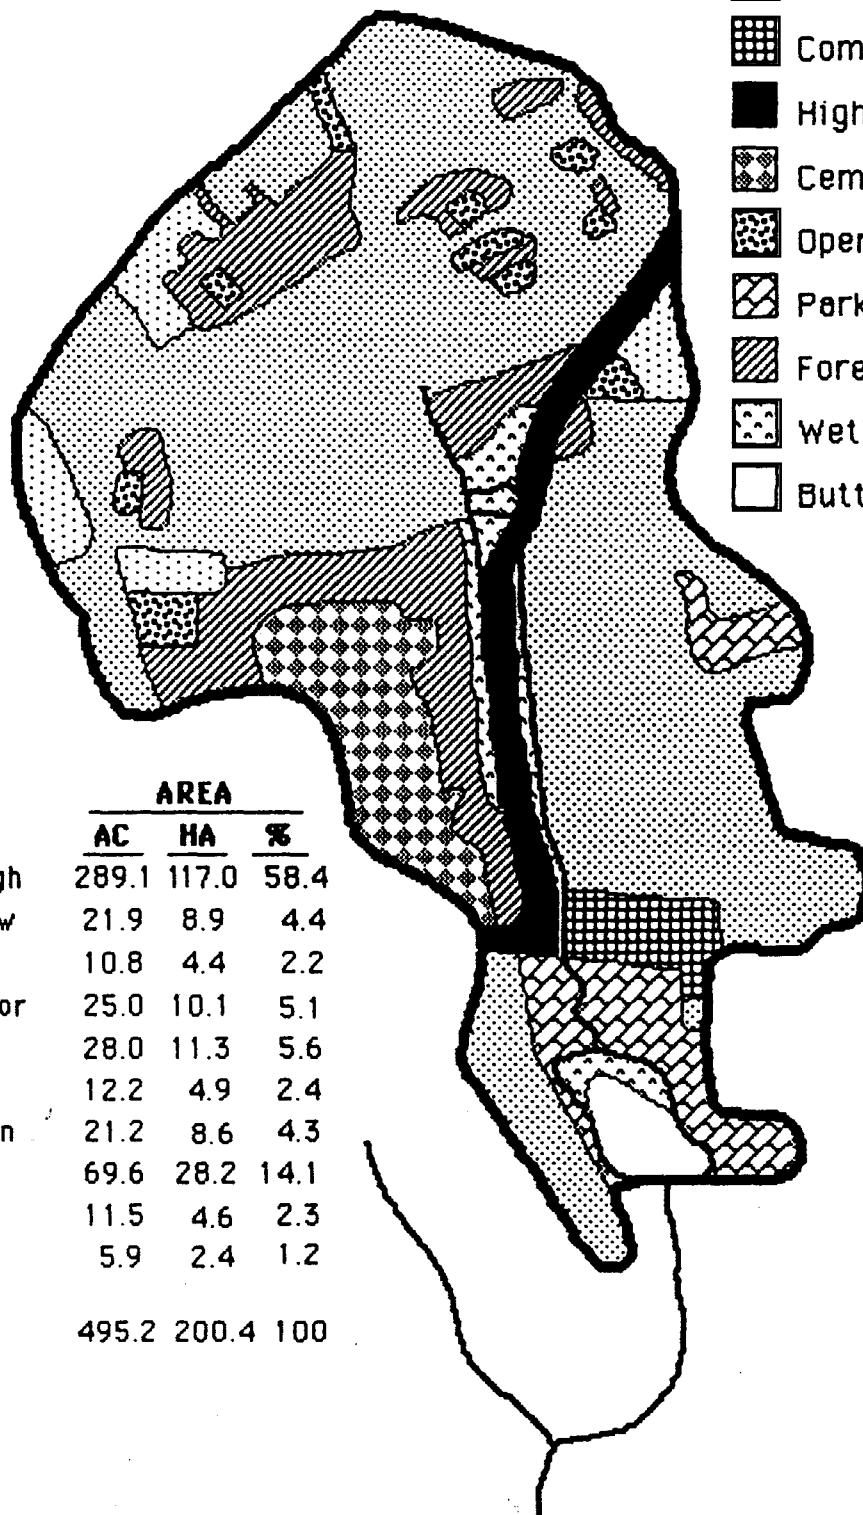 Com
High
Cem
Oper
Park
Fore
Wet
Butt
AREA
AC HA %
gh 289.1 117.0 58.4
w 21.9 8.9 4.4
10.8 4.4 2.2
or 25.0 10.1 5.1
28.0 11.3 5.6
12.2 4.9 2.4
n 21.2 8.6 4.3
69.6 28.2 14.1
11.5 4.6 2.3
5.9 2.4 1.2
495.2 200.4 100